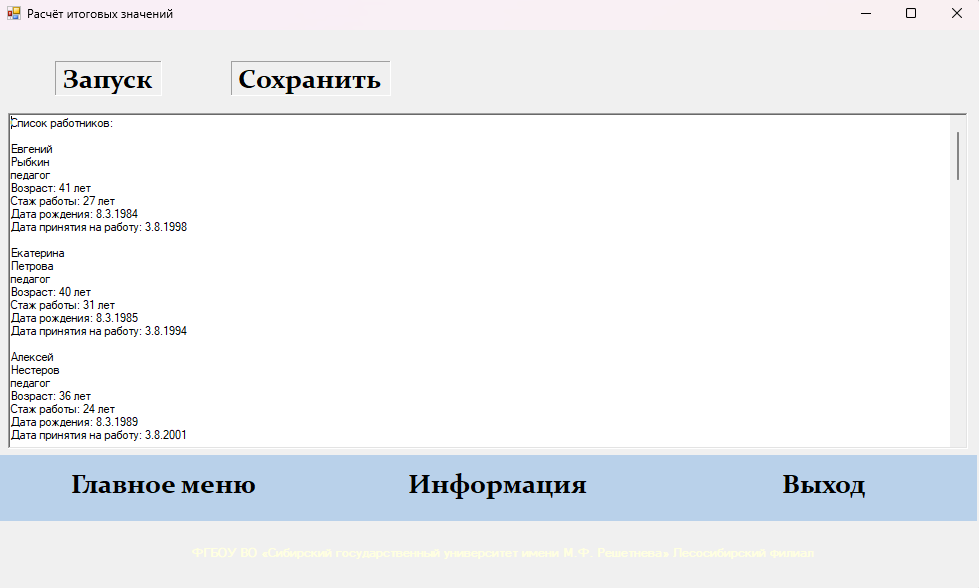 Расчёт итоговых значений
Запуск
Сохранить
Список работников:
Евгений
Рыбкин
педагог
Возраст: 41 лет
Стаж работы: 27 лет
Дата рождения: 8.3.1984
Дата принятия на работу: 3.8.1998
Екатерина
Петрова
педагог
Возраст: 40 лет
Стаж работы: 31 лет
Дата рождения: 8.3.1985
Дата принятия на работу: 3.8.1994
Алексей
Нестеров
педагог
Возраст: 36 лет
Стаж работы: 24 лет
Дата рождения: 8.3.1989
Дата принятия на работу: 3.8.2001
Главное меню
Информация
Выход
ФГБОУ ВО «Сибирский государственный университет имени М.Ф. Решетнева» Лесосибирский филиал